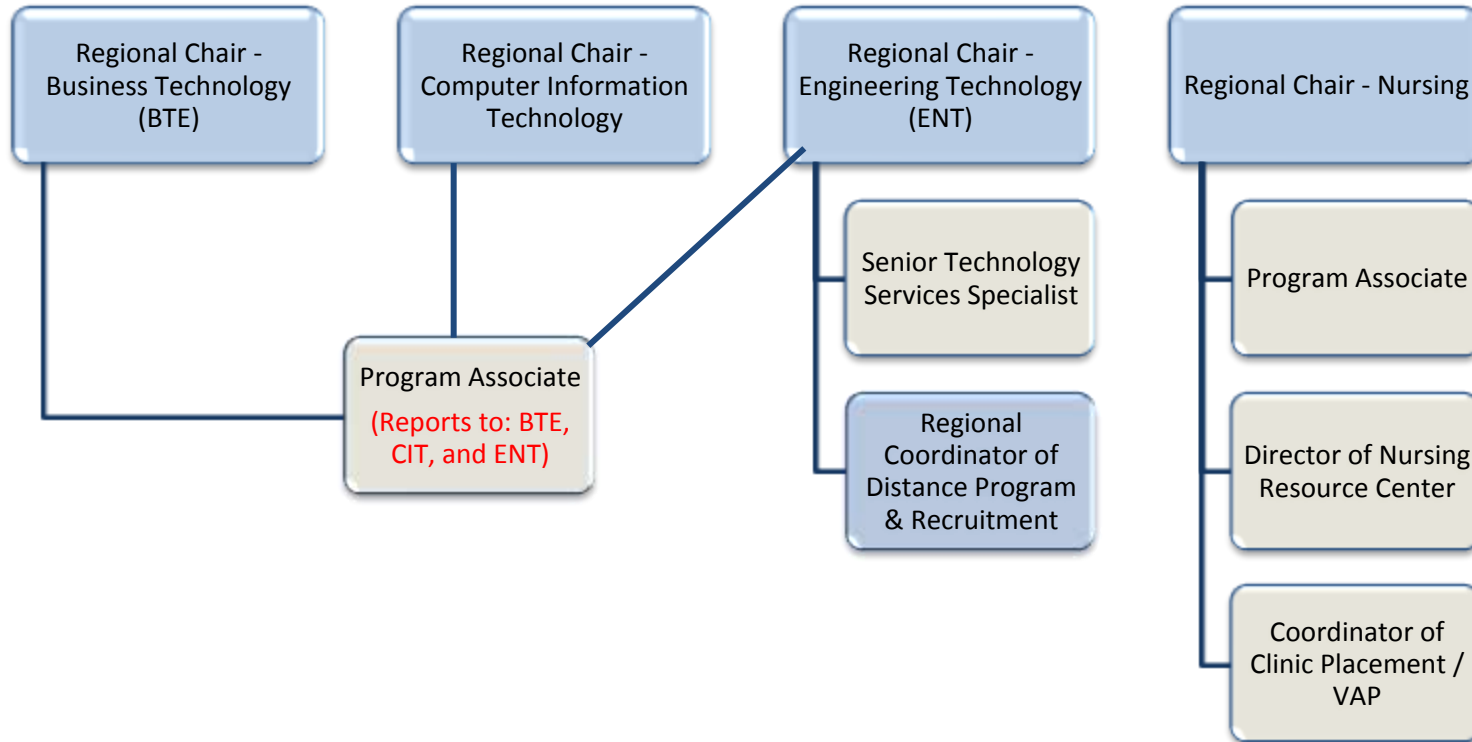 Regional Chair -
Business Technology
(BTE)
Regional Chair -
Computer Information
Technology
Regional Chair -
Engineering Technology
(ENT)
Regional Chair - Nursing
Senior Technology
Services Specialist
Program Associate
Program Associate
(Reports to: BTE,
CIT, and ENT)
Regional
Coordinator of
Distance Program
& Recruitment
Director of Nursing
Resource Center
Coordinator of
Clinic Placement /
VAP